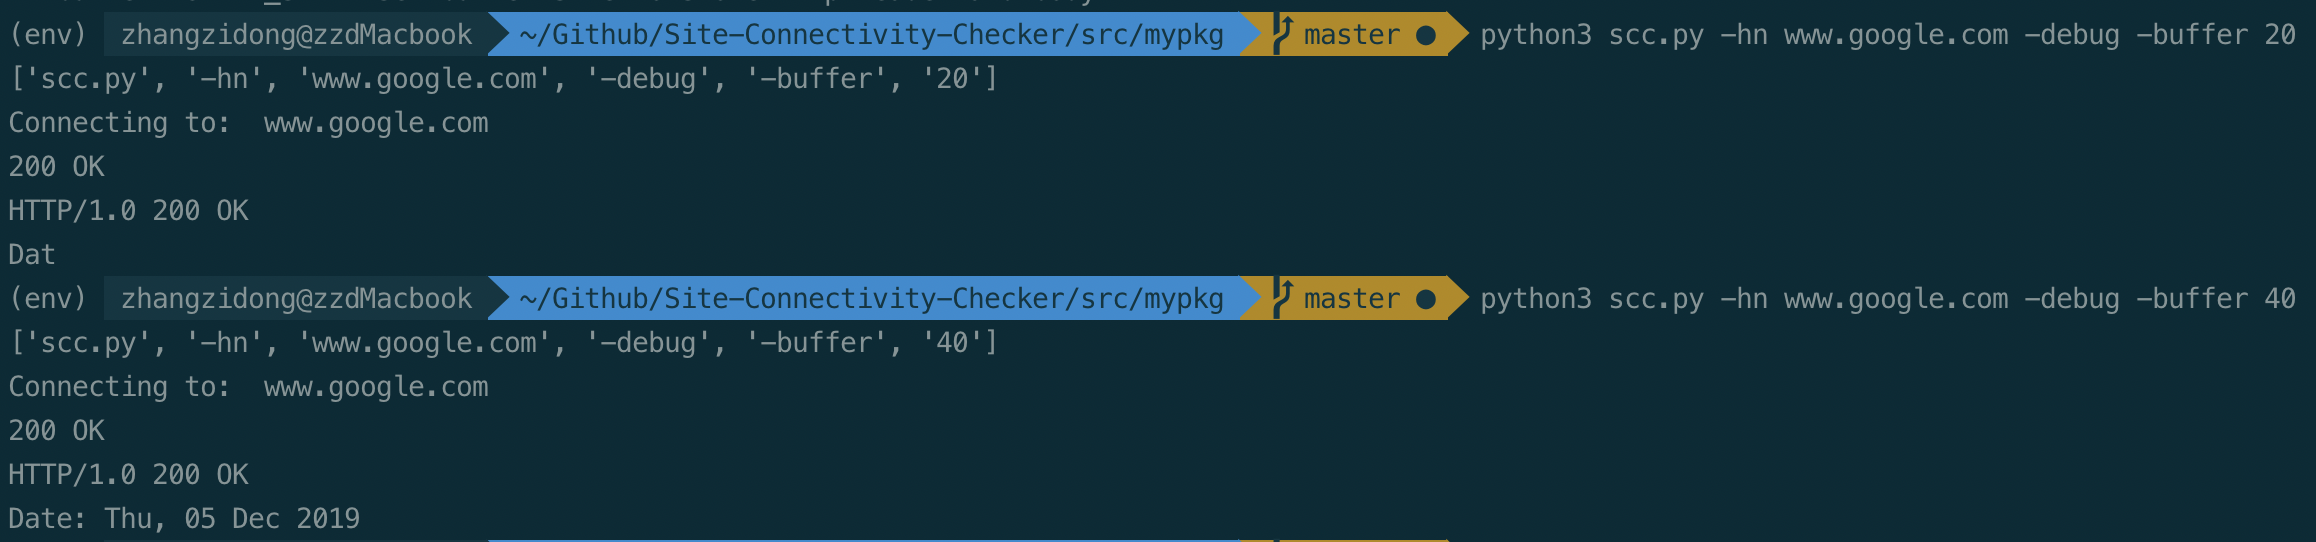 (env) zhangzidong@zzdMacbook ~/Github/Site-Connectivity-Checker/src/mypkg master ● python3 scc.py -hn www.google.com -debug -buffer 20
['scc.py', '-hn', 'www.google.com', '-debug', '-buffer', '20']
Connecting to:  www.google.com
200 OK
HTTP/1.0 200 OK
Dat
(env) zhangzidong@zzdMacbook ~/Github/Site-Connectivity-Checker/src/mypkg master ● python3 scc.py -hn www.google.com -debug -buffer 40
['scc.py', '-hn', 'www.google.com', '-debug', '-buffer', '40']
Connecting to:  www.google.com
200 OK
HTTP/1.0 200 OK
Date: Thu, 05 Dec 2019